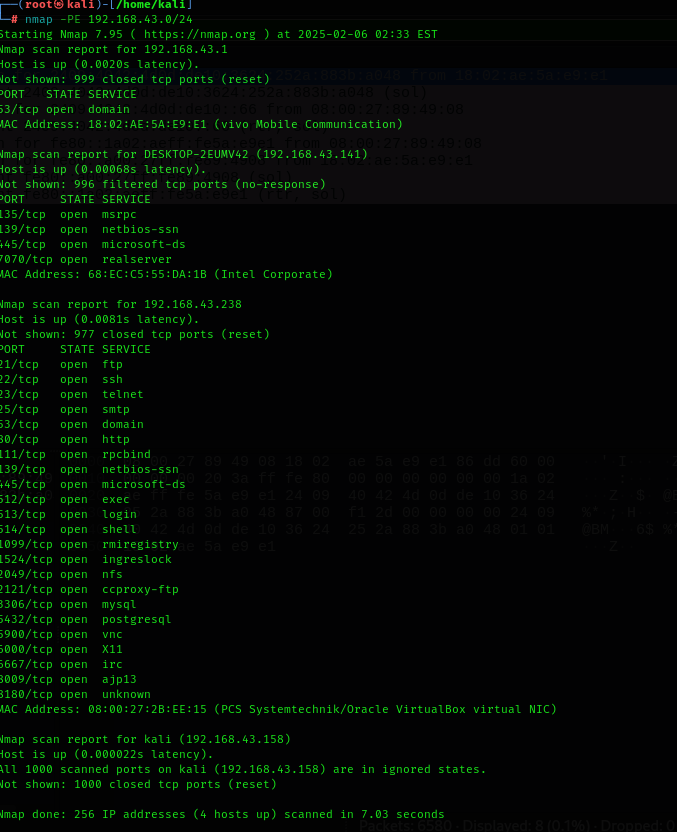 (root㉿kali)-[/home/kali]
# nmap -PE 192.168.43.0/24
Starting Nmap 7.95 ( https://nmap.org ) at 2025-02-06 02:33 EST
Nmap scan report for 192.168.43.1
Host is up (0.0020s latency).
Not shown: 999 closed tcp ports (reset)
PORT   STATE SERVICE
53/tcp open  domain
MAC Address: 18:02:AE:5A:E9:E1 (vivo Mobile Communication)

Nmap scan report for DESKTOP-2EUMV42 (192.168.43.141)
Host is up (0.00068s latency).
Not shown: 996 filtered tcp ports (no-response)
PORT     STATE SERVICE
135/tcp  open  msrpc
139/tcp  open  netbios-ssn
445/tcp  open  microsoft-ds
7070/tcp open  realserver
MAC Address: 68:EC:C5:55:DA:1B (Intel Corporate)

Nmap scan report for 192.168.43.238
Host is up (0.0081s latency).
Not shown: 977 closed tcp ports (reset)
PORT     STATE SERVICE
21/tcp   open  ftp
22/tcp   open  ssh
23/tcp   open  telnet
25/tcp   open  smtp
53/tcp   open  domain
80/tcp   open  http
111/tcp  open  rpcbind
139/tcp  open  netbios-ssn
445/tcp  open  microsoft-ds
512/tcp  open  exec
513/tcp  open  login
514/tcp  open  shell
1099/tcp open  rmiregistry
1524/tcp open  ingreslock
2049/tcp open  nfs
2121/tcp open  ccproxy-ftp
3306/tcp open  mysql
5432/tcp open  postgresql
5900/tcp open  vnc
6000/tcp open  X11
6667/tcp open  irc
8009/tcp open  ajp13
8180/tcp open  unknown
MAC Address: 08:00:27:2B:EE:15 (PCS Systemtechnik/Oracle VirtualBox virtual NIC)

Nmap scan report for kali (192.168.43.158)
Host is up (0.000022s latency).
All 1000 scanned ports on kali (192.168.43.158) are in ignored states.
Not shown: 1000 closed tcp ports (reset)

Nmap done: 256 IP addresses (4 hosts up) scanned in 7.03 seconds